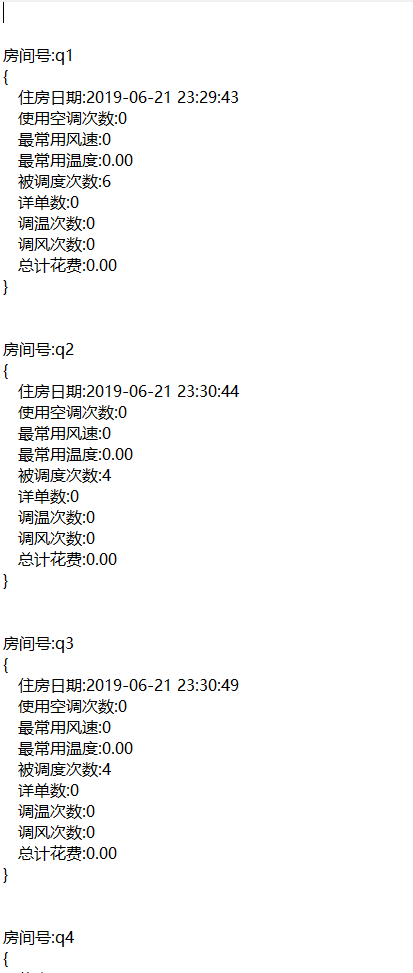 房间号:q1
{
住房日期:2019-06-21 23:29:43
使用空调次数:0
最常用风速:0
最常用温度:0.00
被调度次数:6
详单数:0
调温次数:0
调风次数:0
总计花费:0.00
}
房间号:q2
{
住房日期:2019-06-21 23:30:44
使用空调次数:0
最常用风速:0
最常用温度:0.00
被调度次数:4
详单数:0
调温次数:0
调风次数:0
总计花费:0.00
}
房间号:q3
{
住房日期:2019-06-21 23:30:49
使用空调次数:0
最常用风速:0
最常用温度:0.00
被调度次数:4
详单数:0
调温次数:0
调风次数:0
总计花费:0.00
}
房间号:q4
{